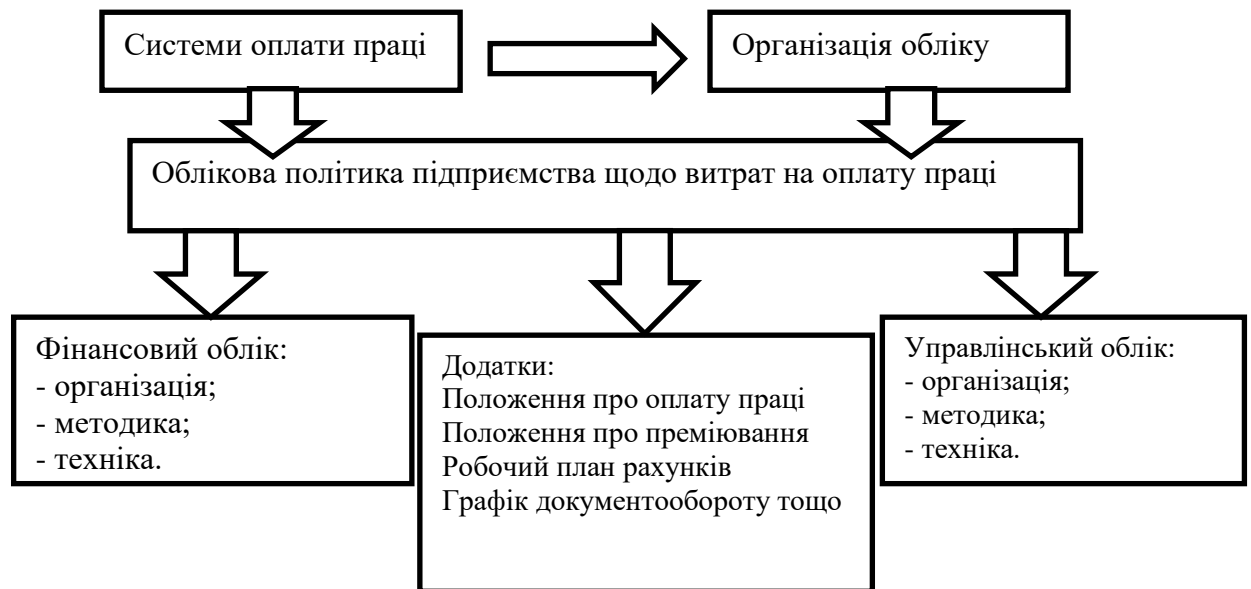 Системи оплати праці
Організація обліку
Облікова політика підприємства щодо витрат на оплату праці
Фінансовий облік:
- організація;
- методика;
- техніка.
Додатки:
Положення про оплату праці
Положення про преміювання
Робочий план рахунків
Графік документообороту тощо
Управлінський облік:
- організація;
- методика;
- техніка.